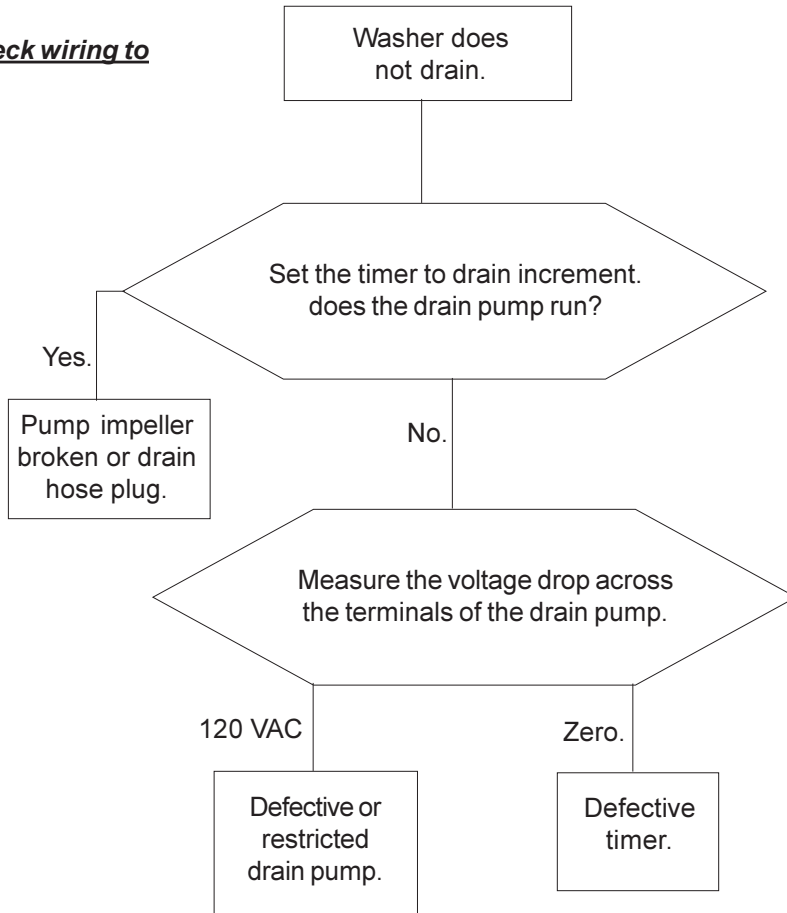 wiring to
Washer does
not drain.
Set the timer to drain increment.
does the drain pump run?
Yes.
Pump impeller
broken or drain
hose plug.
No.
Measure the voltage drop across
the terminals of the drain pump.
120 VAC
Zero.
Defective or
restricted
drain pump.
Defective
timer.